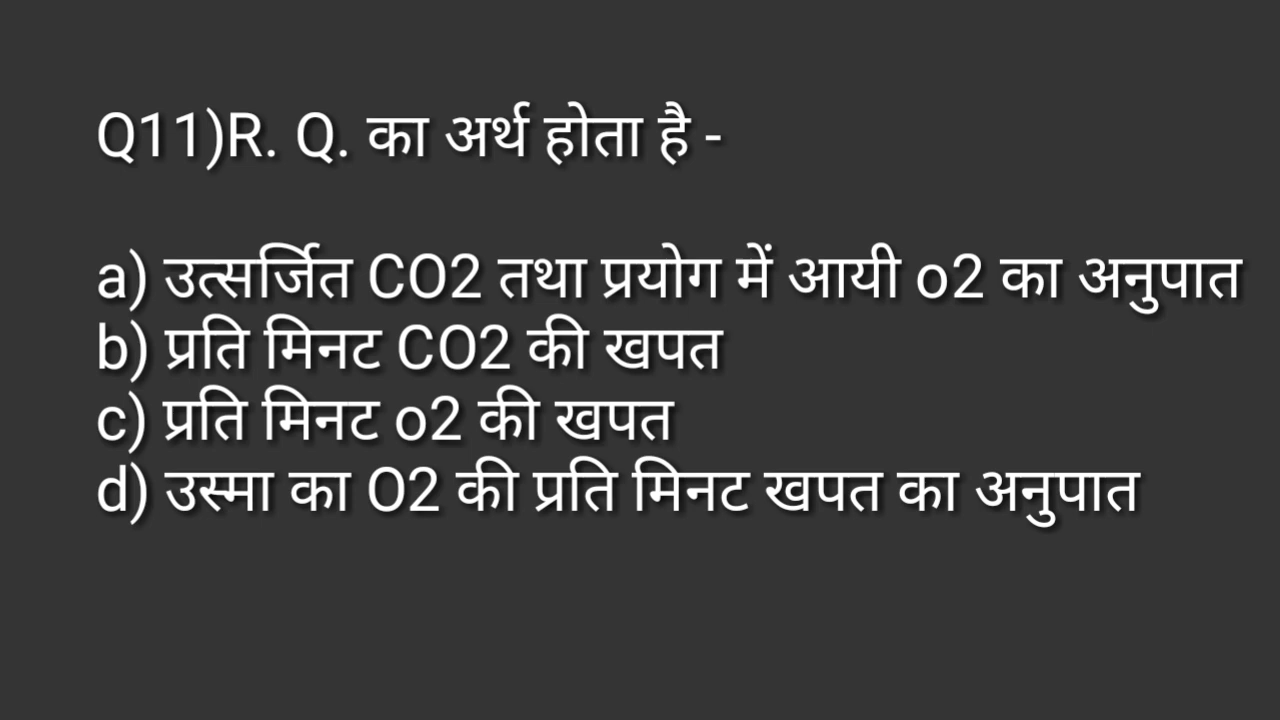 Q11)R. Q. का अर्थ होता है -
a) उत्सर्जित CO2 तथा प्रयोग में आयी o2 का अनुपात
b) प्रति मिनट CO2 की खपत
c) प्रति मिनट o2 की खपत
d) उस्मा का O2 की प्रति मिनट खपत का अनुपात